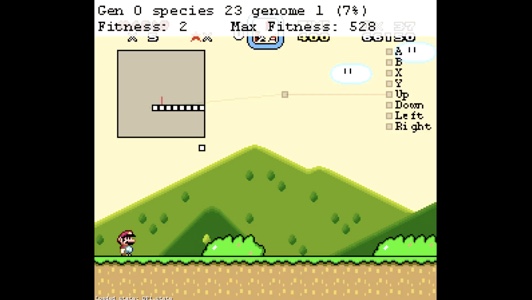 Gen 0 species 23 genome 1 (7%)
Fitness: 2 Max Fitness: 528
A
B
X
Y
Up
Down
Left
Right